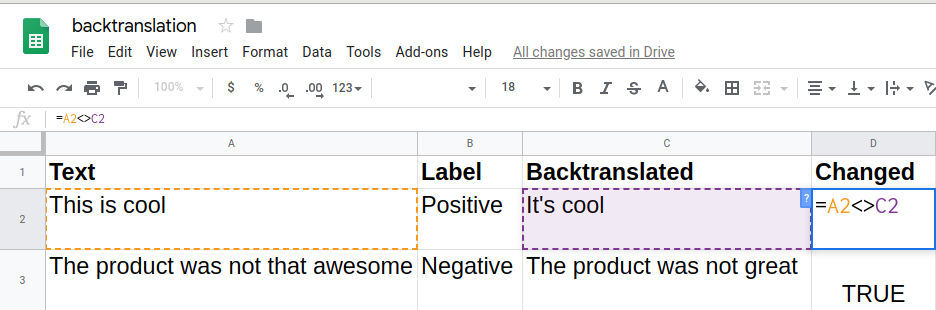 backtranslation
File Edit View Insert Format Data Tools Add-ons Help All changes saved in Drive
100% $ % .0 .00 123 18 B I S A
fx =A2<>C2
A B C D
1 Text Label Backtranslated Changed
2 This is cool Positive It's cool ? =A2<>C2
3 The product was not that awesome Negative The product was not great TRUE